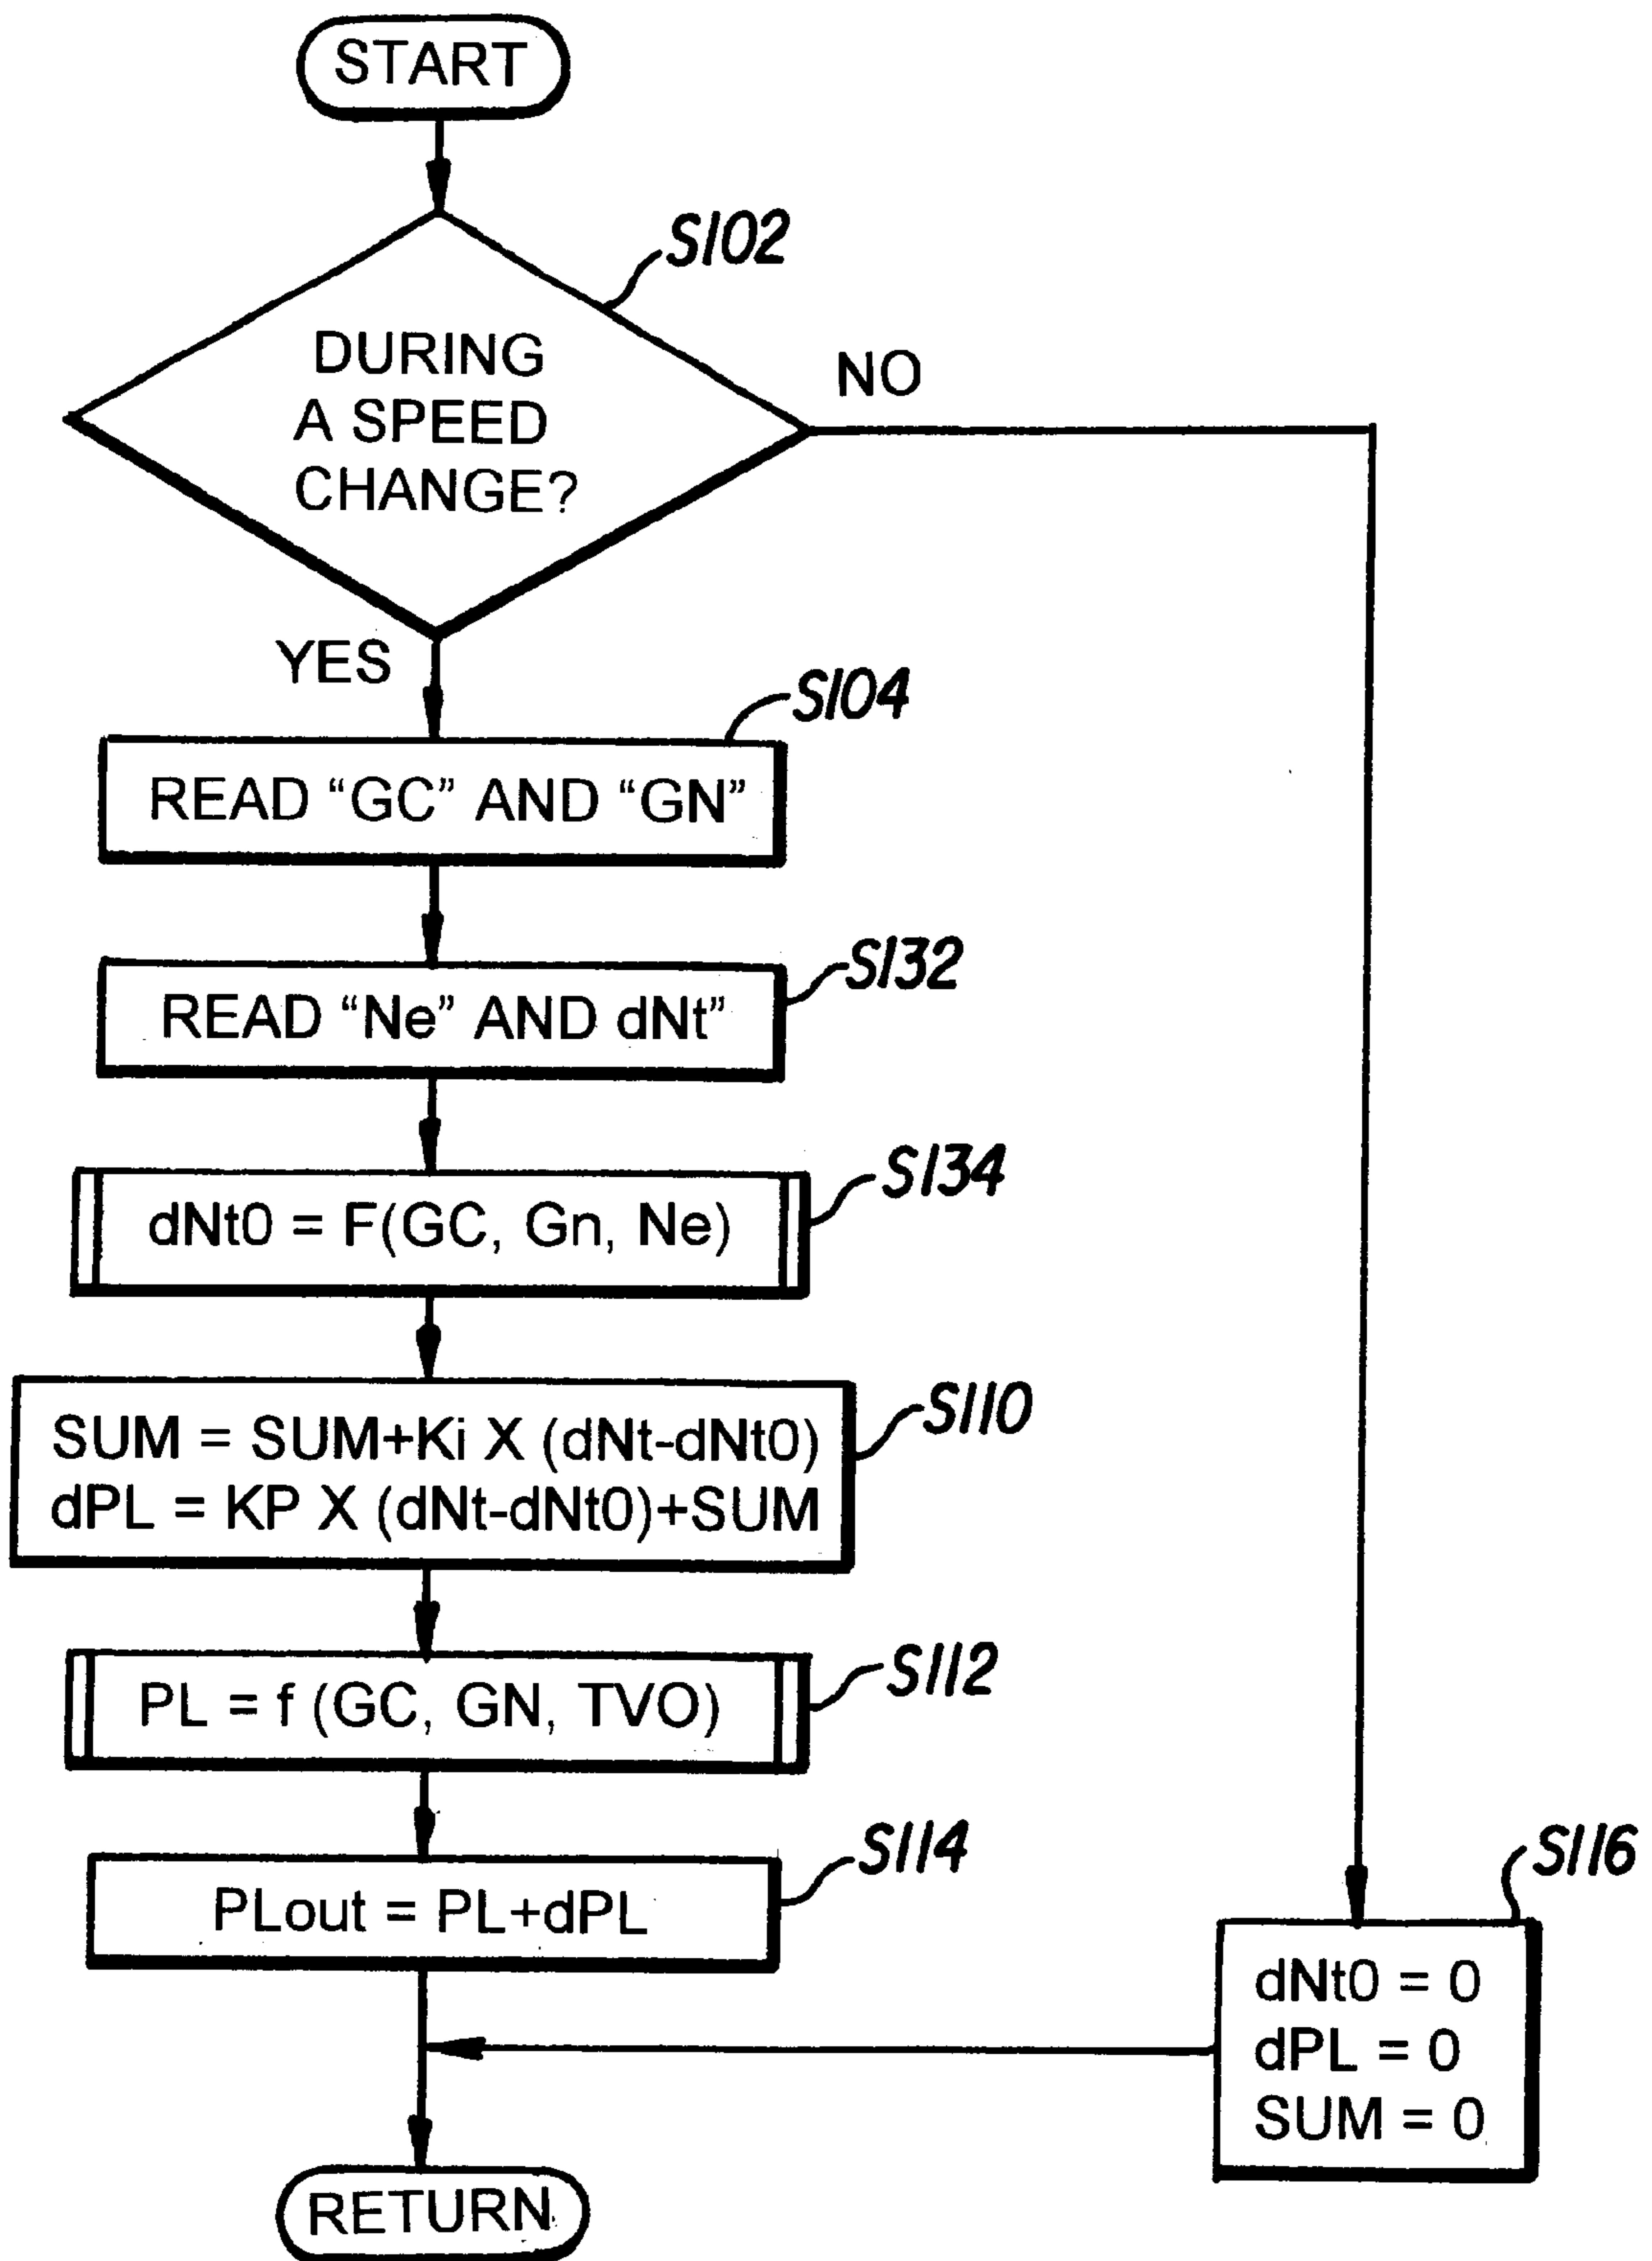 START
S102
DURING
A SPEED
CHANGE?
NO
YES
S104
READ “GC” AND “GN”
S132
READ “Ne” AND dNt”
S134
dNt0 = F(GC, Gn, Ne)
S110
SUM = SUM+Ki X (dNt-dNt0)
dPL = KP X (dNt-dNt0)+SUM
S112
PL = f (GC, GN, TVO)
S114
PLout = PL+dPL
S116
dNt0 = 0
dPL = 0
SUM = 0
RETURN